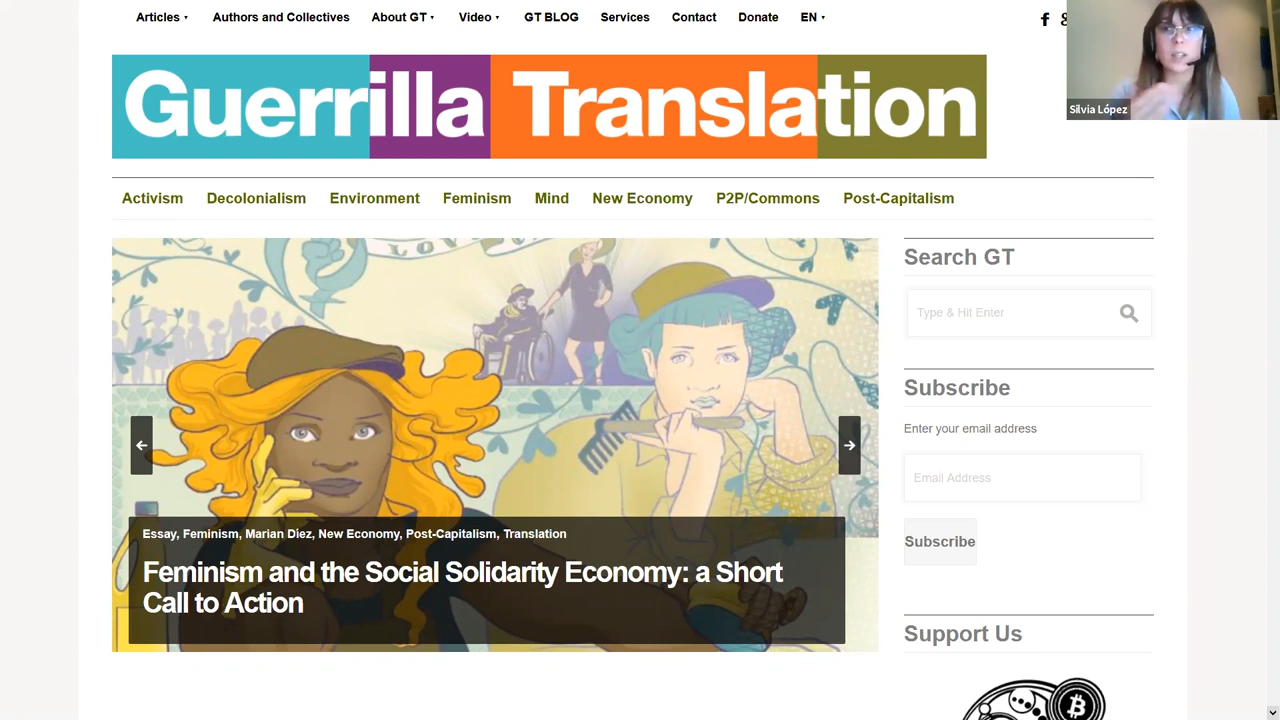 Articles
Authors and Collectives
About GT
Video
GT BLOG
Services
Contact
Donate
EN
Silvia López
Guerrilla Translation
Activism
Decolonialism
Environment
Feminism
Mind
New Economy
P2P/Commons
Post-Capitalism
Search GT
Type & Hit Enter
Subscribe
Enter your email address
Email Address
Subscribe
Support Us
Essay, Feminism, Marian Díez, New Economy, Post-Capitalism, Translation
Feminism and the Social Solidarity Economy: a Short
Call to Action